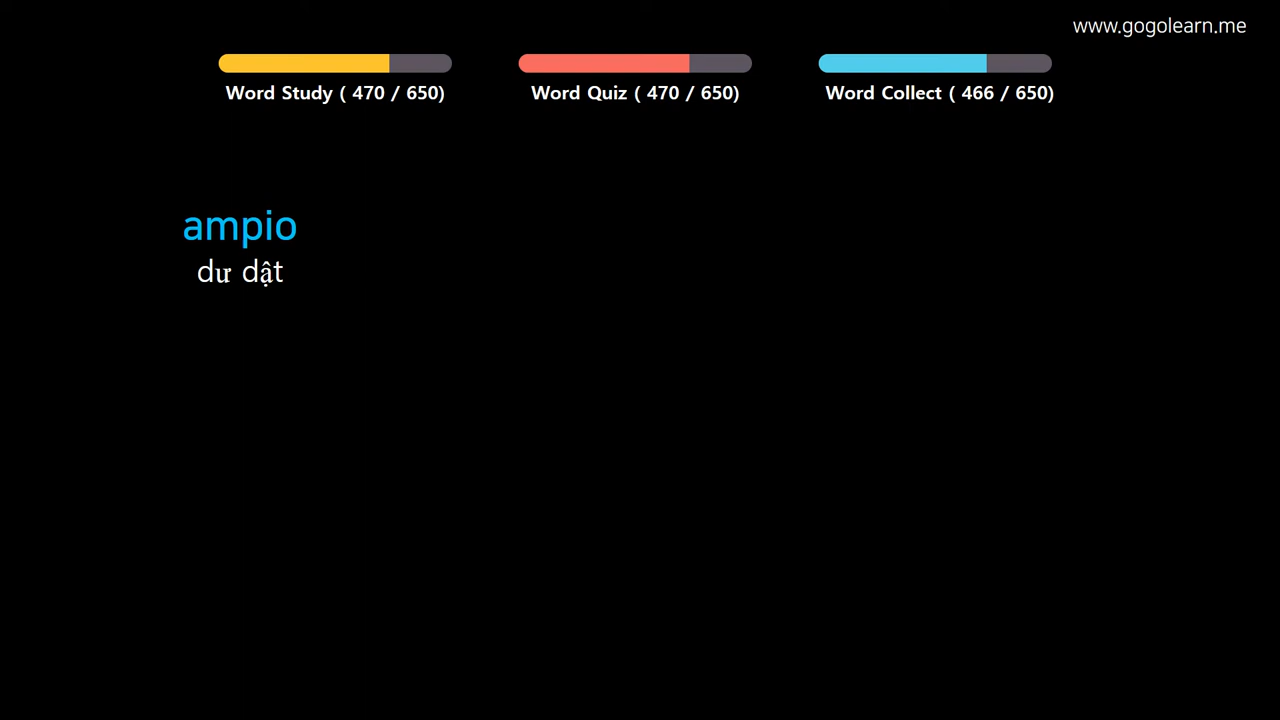 www.gogolearn.me
Word Study ( 470 / 650)
Word Quiz ( 470 / 650)
Word Collect ( 466 / 650)
ampio
dư dật